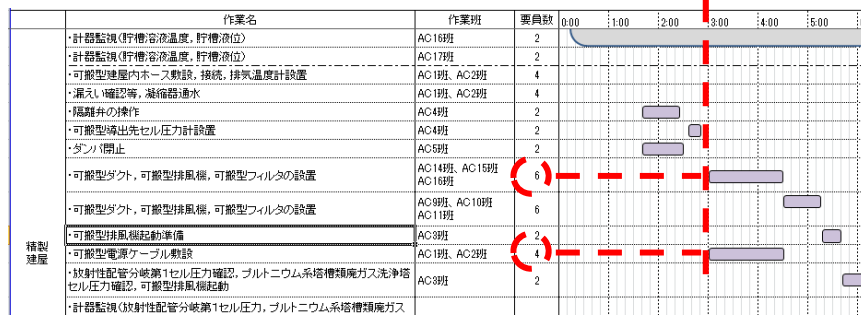 作業名 作業班 要員数 0:00 1:00 2:00 3:00 4:00 5:00
・計器監視(貯槽溶液温度, 貯槽液位) AC16班 2
・計器監視(貯槽溶液温度, 貯槽液位) AC17班 2
・可搬型建屋内ホース敷設, 接続, 排気温度計設置 AC1班、AC2班 4
・漏えい確認等, 凝縮器通水 AC1班、AC2班 4
・隔離弁の操作 AC4班 2
・可搬型導出先セル圧力計設置 AC4班 2
・ダンパ閉止 AC5班 2
・可搬型ダクト, 可搬型排風機, 可搬型フィルタの設置 AC14班、AC15班 6
AC16班
・可搬型ダクト, 可搬型排風機, 可搬型フィルタの設置 AC9班、AC10班 6
AC11班
精製
建屋
・可搬型排風機起動準備 AC3班 2
・可搬型電源ケーブル敷設 AC1班、AC2班 4
・放射性配管分岐第1セル圧力確認, プルトニウム系塔槽類廃ガス洗浄塔
セル圧力確認, 可搬型排風機起動 AC3班 2
・計器監視(放射性配管分岐第1セル圧力, プルトニウム系塔槽類廃ガス